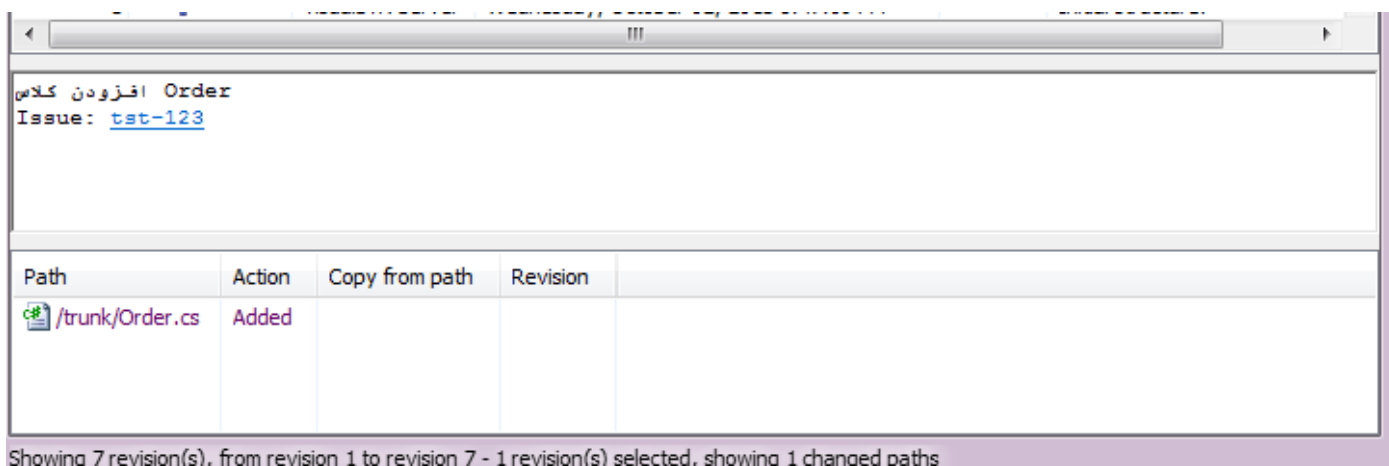 افزودن کلاس Order
Issue: tst-123
Path Action Copy from path Revision
/trunk/Order.cs Added
Showing 7 revision(s), from revision 1 to revision 7 - 1 revision(s) selected, showing 1 changed paths